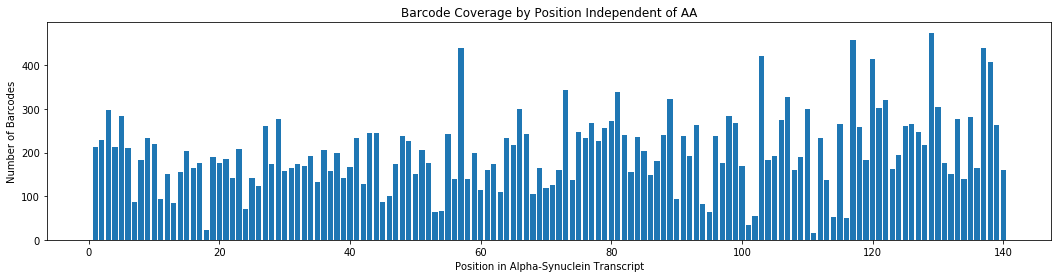 Barcode Coverage by Position Independent of AA
Number of Barcodes
400
300
200
100
0
0 20 40 60 80 100 120 140
Position in Alpha-Synuclein Transcript